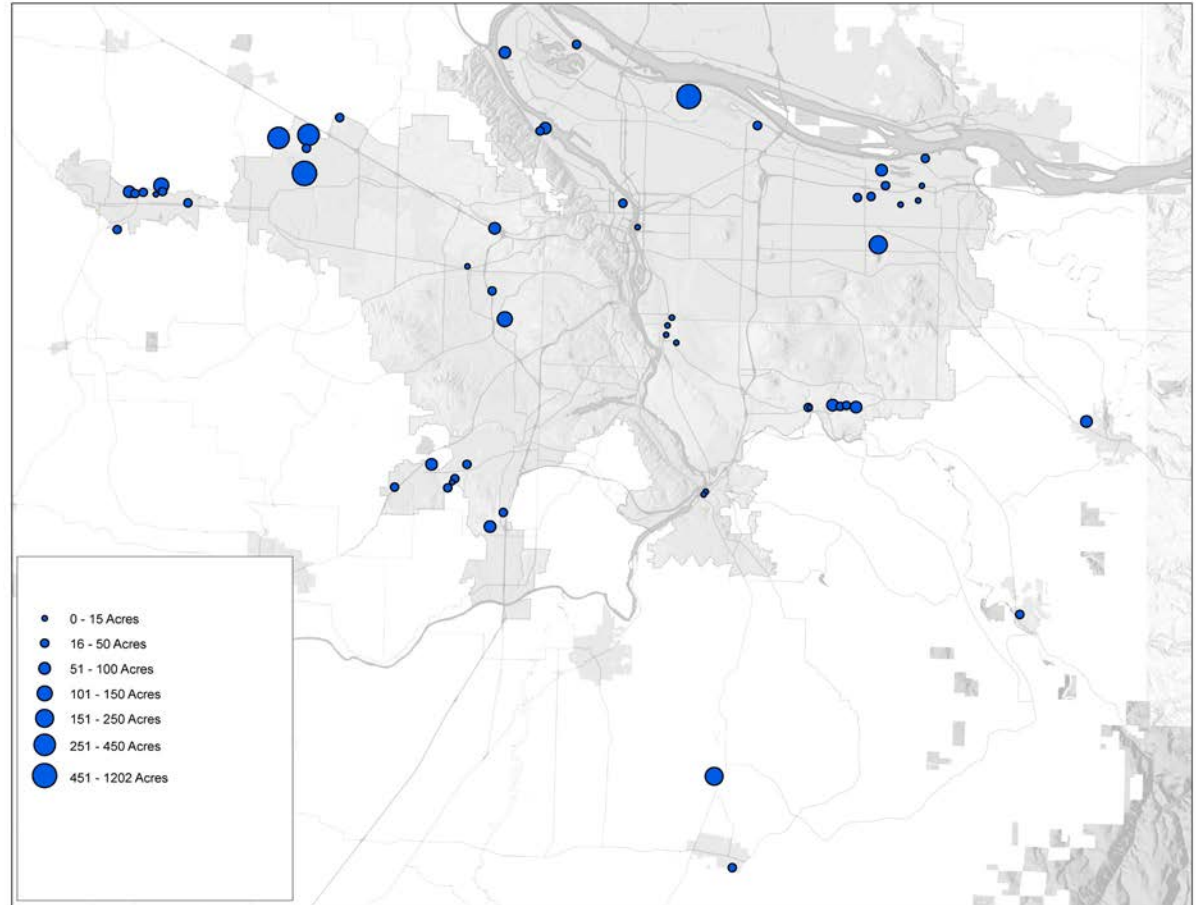 0 - 15 Acres
16 - 50 Acres
51 - 100 Acres
101 - 150 Acres
151 - 250 Acres
251 - 450 Acres
451 - 1202 Acres